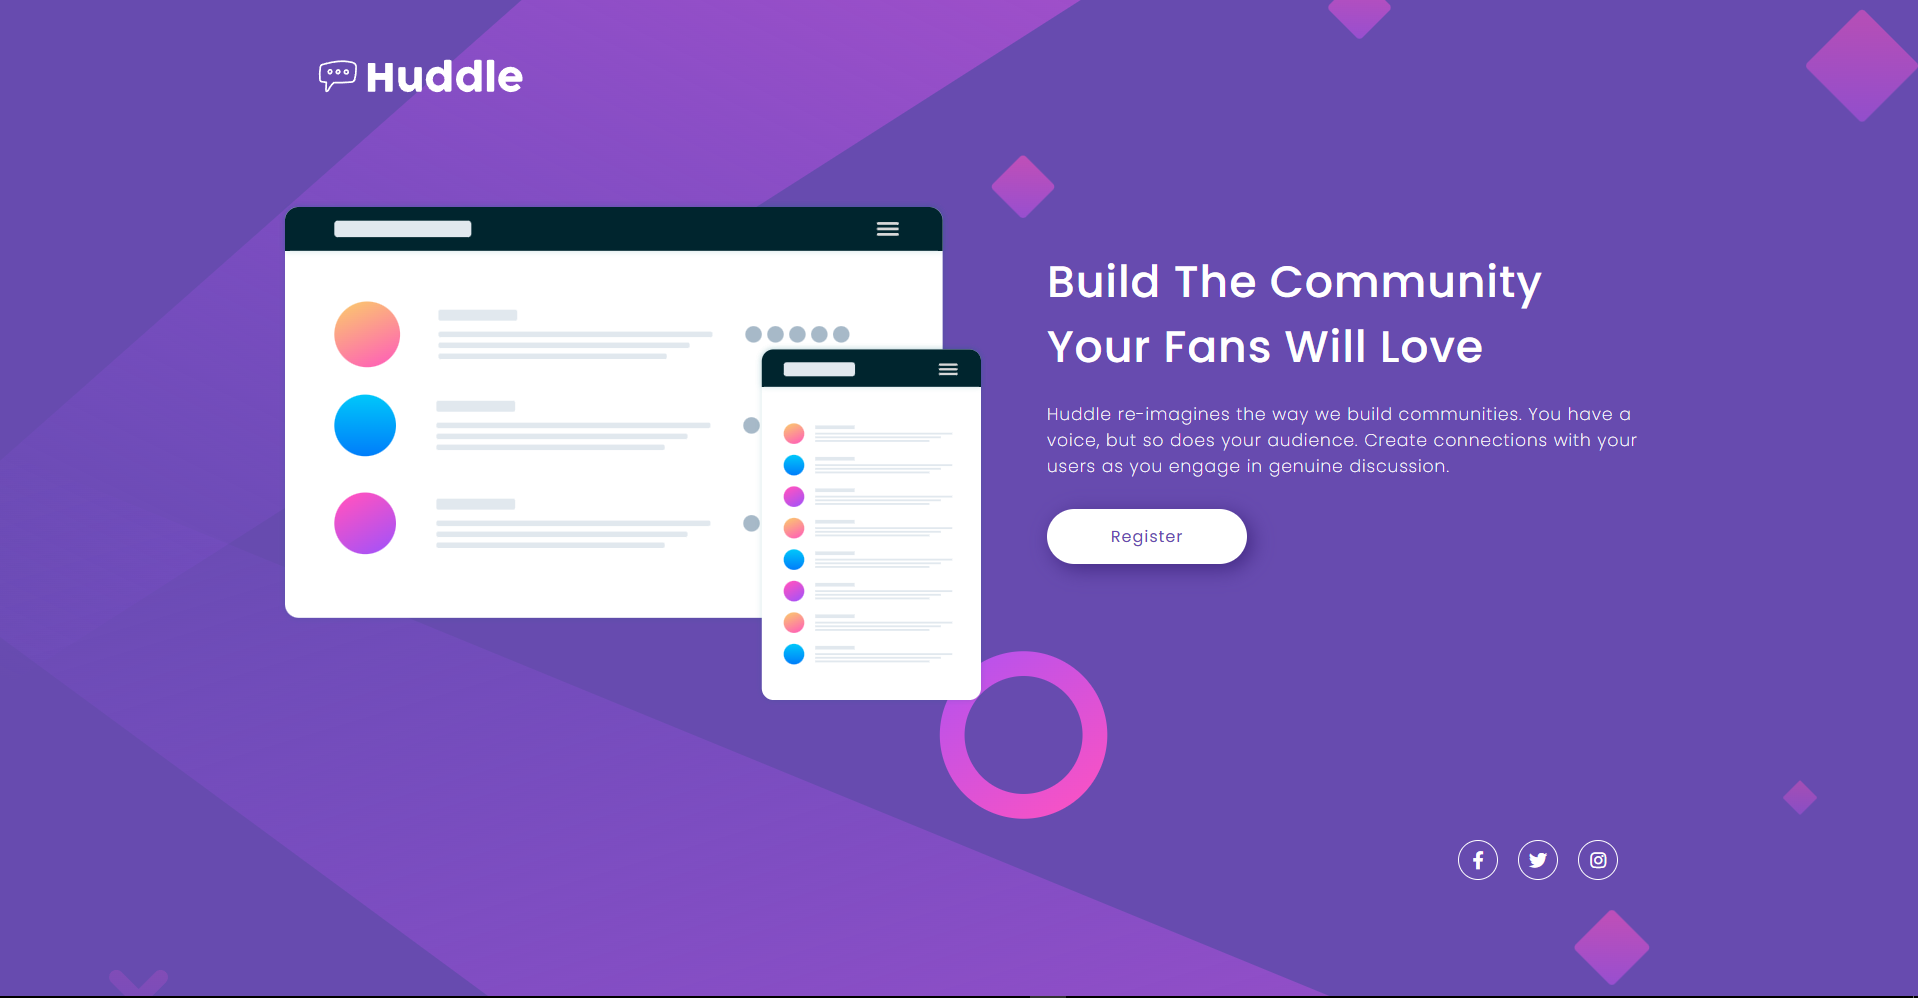 Huddle
Build The Community
Your Fans Will Love
Huddle re-imagines the way we build communities. You have a
voice, but so does your audience. Create connections with your
users as you engage in genuine discussion.
Register